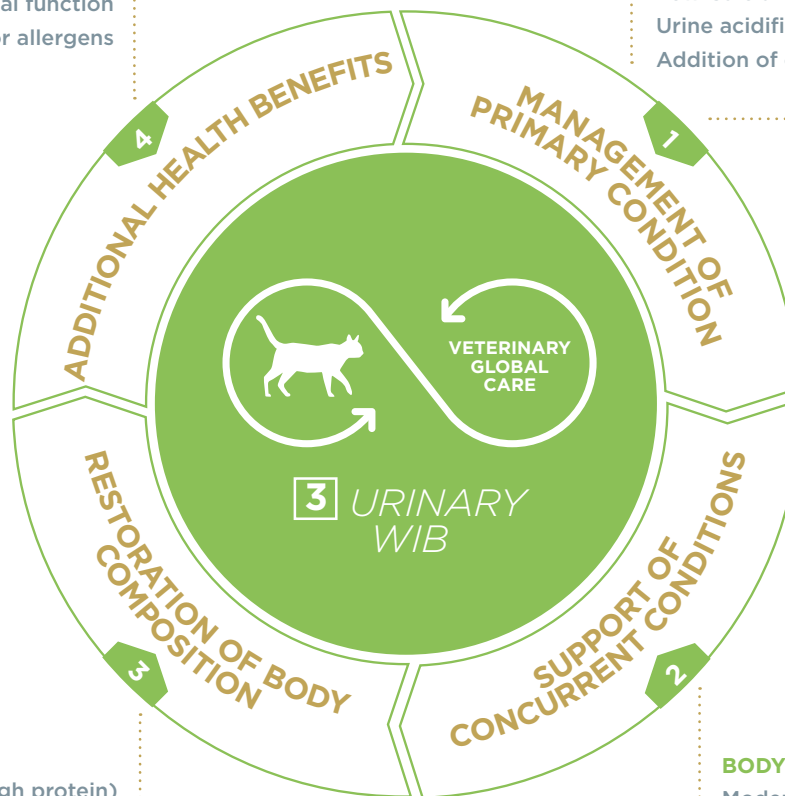 al function
or allergens
Urine acidifi
Addition of
4
ADDITIONAL HEALTH BENEFITS
1
MANAGEMENT OF
PRIMARY CONDITION
VETERINARY
GLOBAL
CARE
3 URINARY
WIB
RESTORATION OF BODY
COMPOSITION
3
SUPPORT OF
CONCURRENT CONDITIONS
2
BODY
gh protein)